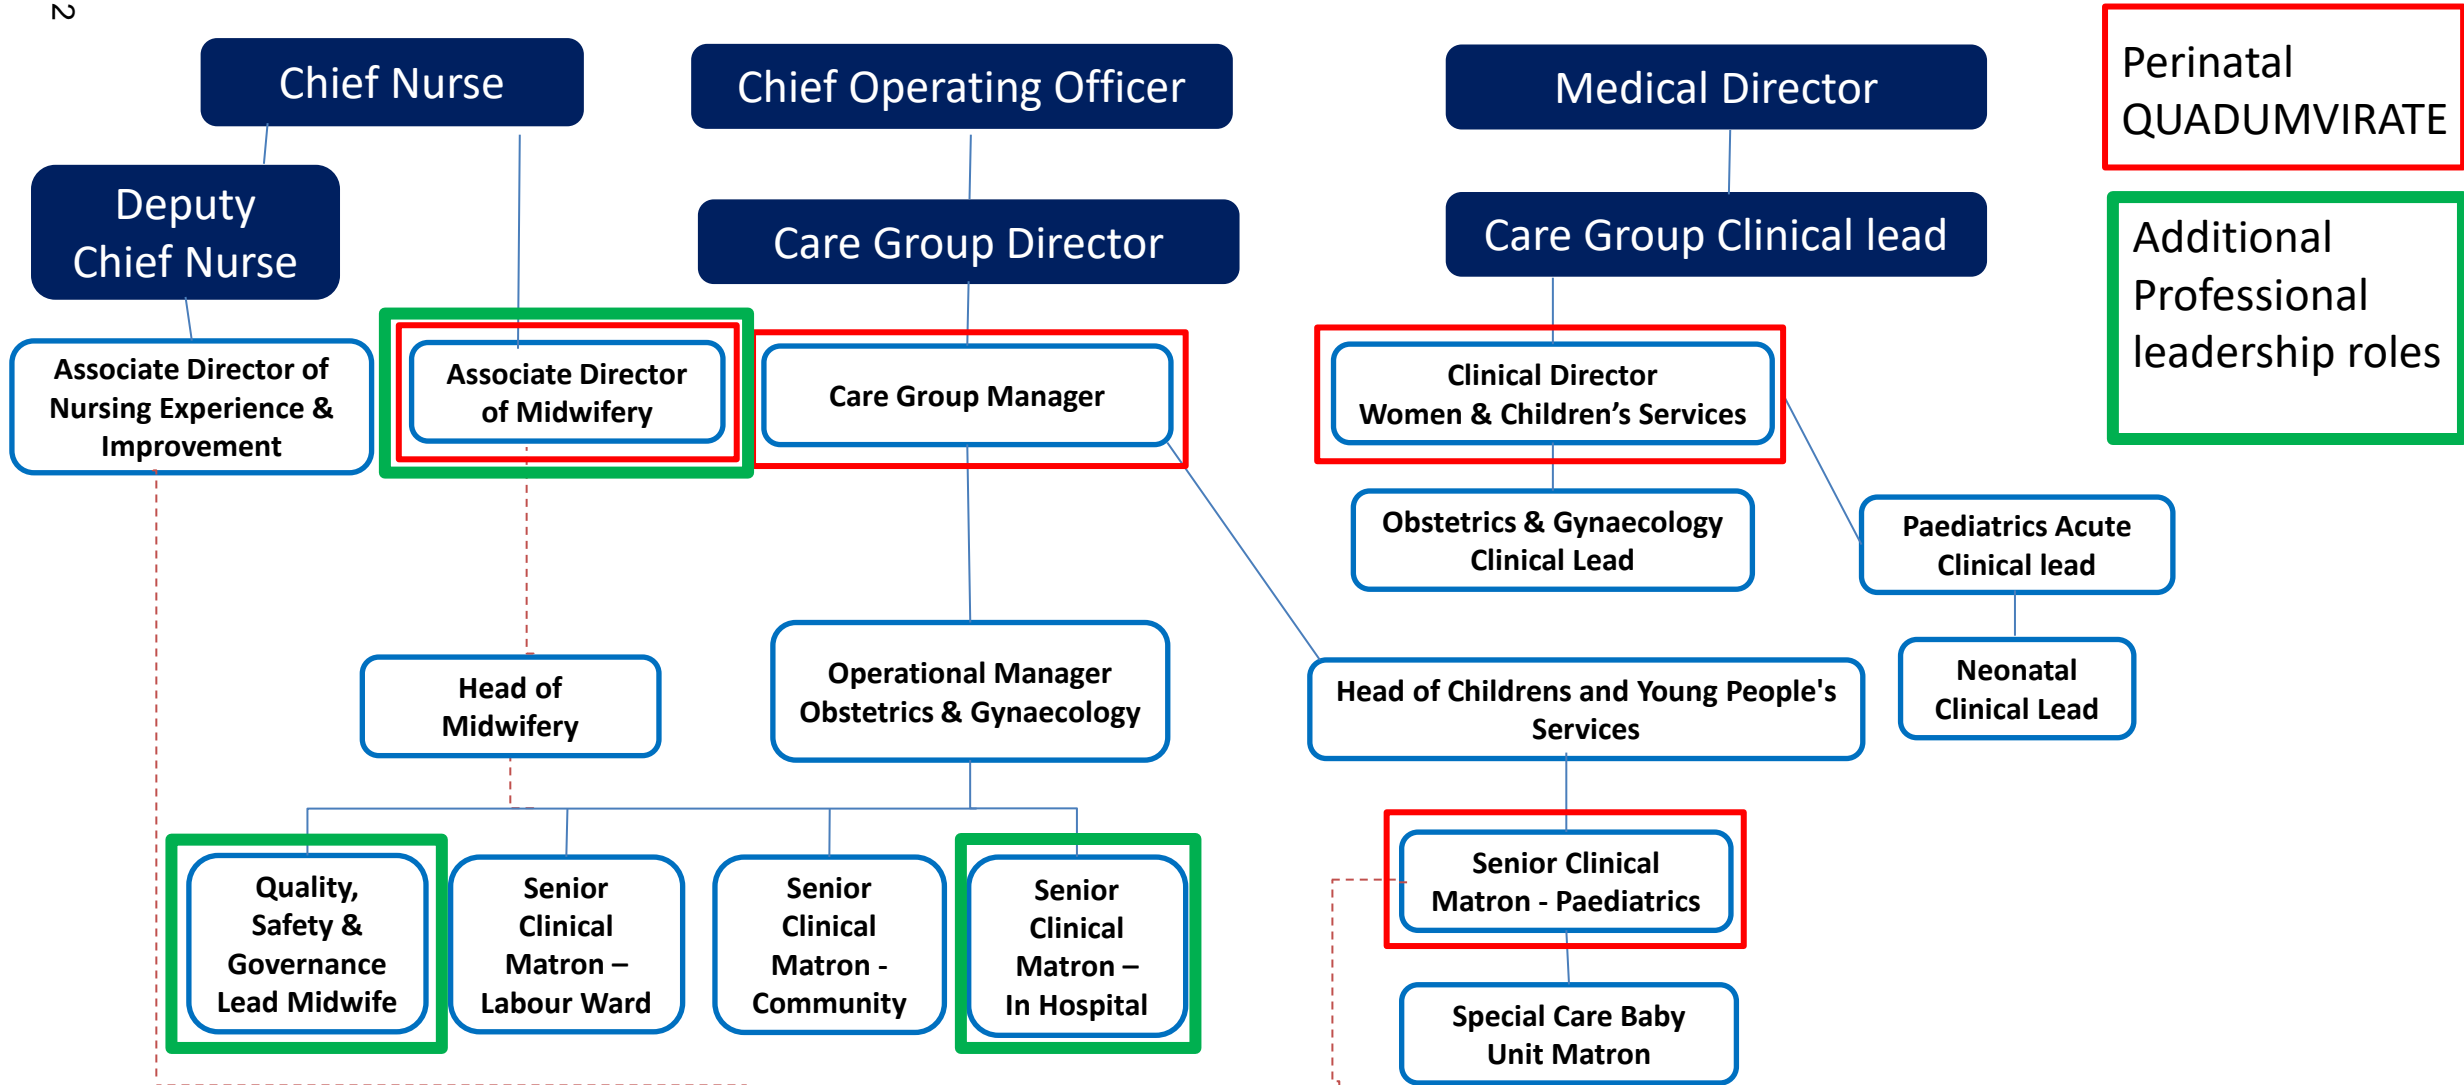 2
Chief Nurse
Chief Operating Officer
Medical Director
Perinatal
QUADUMVIRATE
Deputy
Chief Nurse
Care Group Director
Care Group Clinical lead
Additional
Professional
leadership roles
Associate Director of
Nursing Experience &
Improvement
Associate Director
of Midwifery
Care Group Manager
Clinical Director
Women & Children’s Services
Obstetrics & Gynaecology
Clinical Lead
Paediatrics Acute
Clinical lead
Head of
Midwifery
Operational Manager
Obstetrics & Gynaecology
Head of Childrens and Young People's
Services
Neonatal
Clinical Lead
Quality,
Safety &
Governance
Lead Midwife
Senior
Clinical
Matron –
Labour Ward
Senior
Clinical
Matron -
Community
Senior
Clinical
Matron –
In Hospital
Senior Clinical
Matron - Paediatrics
Special Care Baby
Unit Matron